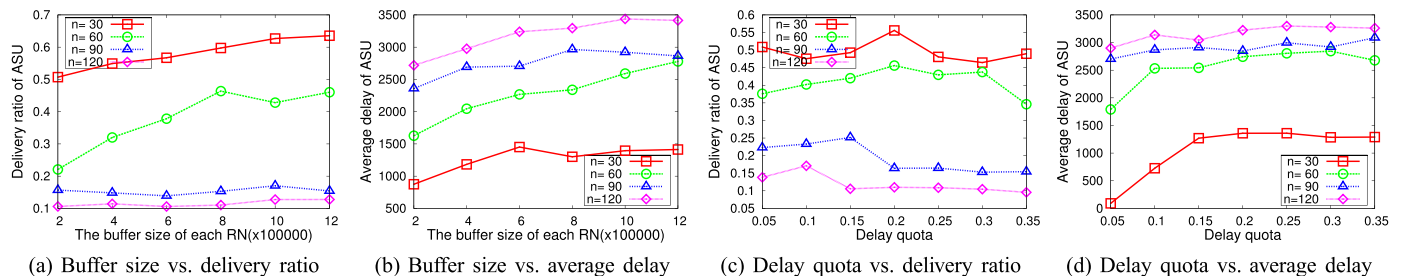 Delivery ratio of ASU
0.7
0.6
0.5
0.4
0.3
0.2
0.1
n= 30
n= 60
n= 90
n=120
2 4 6 8 10 12
The buffer size of each RN(x100000)
(a) Buffer size vs. delivery ratio
Average delay of ASU
3500
3000
2500
2000
1500
1000
500
n= 30
n= 60
n= 90
n=120
2 4 6 8 10 12
The buffer size of each RN(x100000)
(b) Buffer size vs. average delay
Delivery ratio of ASU
0.6
0.55
0.5
0.45
0.4
0.35
0.3
0.25
0.2
0.15
0.1
0.05
n= 30
n= 60
n= 90
n=120
0.05 0.1 0.15 0.2 0.25 0.3 0.35
Delay quota
(c) Delay quota vs. delivery ratio
Average delay of ASU
3500
3000
2500
2000
1500
1000
500
0
n= 30
n= 60
n= 90
n=120
0.05 0.1 0.15 0.2 0.25 0.3 0.35
Delay quota
(d) Delay quota vs. average delay